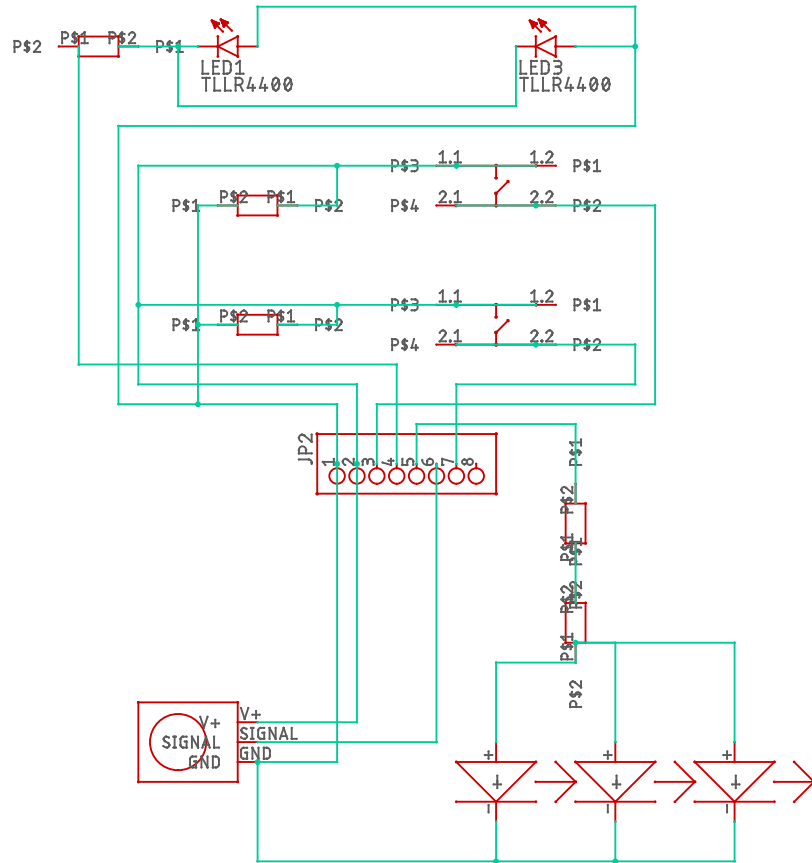 P$2 P$1 P$2 P$1
LED1
TLLR4400
LED3
TLLR4400
P$3 1.1 1.2 P$1
P$1 P$2 P$1 P$2 P$4 2.1 2.2 P$2
P$3 1.1 1.2 P$1
P$1 P$2 P$1 P$2 P$4 2.1 2.2 P$2
JP2
1 2 3 4 5 6 7 8
P$1
P$2
P$1
P$1
P$2
P$2
P$1
P$2
V+ V+
SIGNAL SIGNAL
GND GND
+ + +
- - -